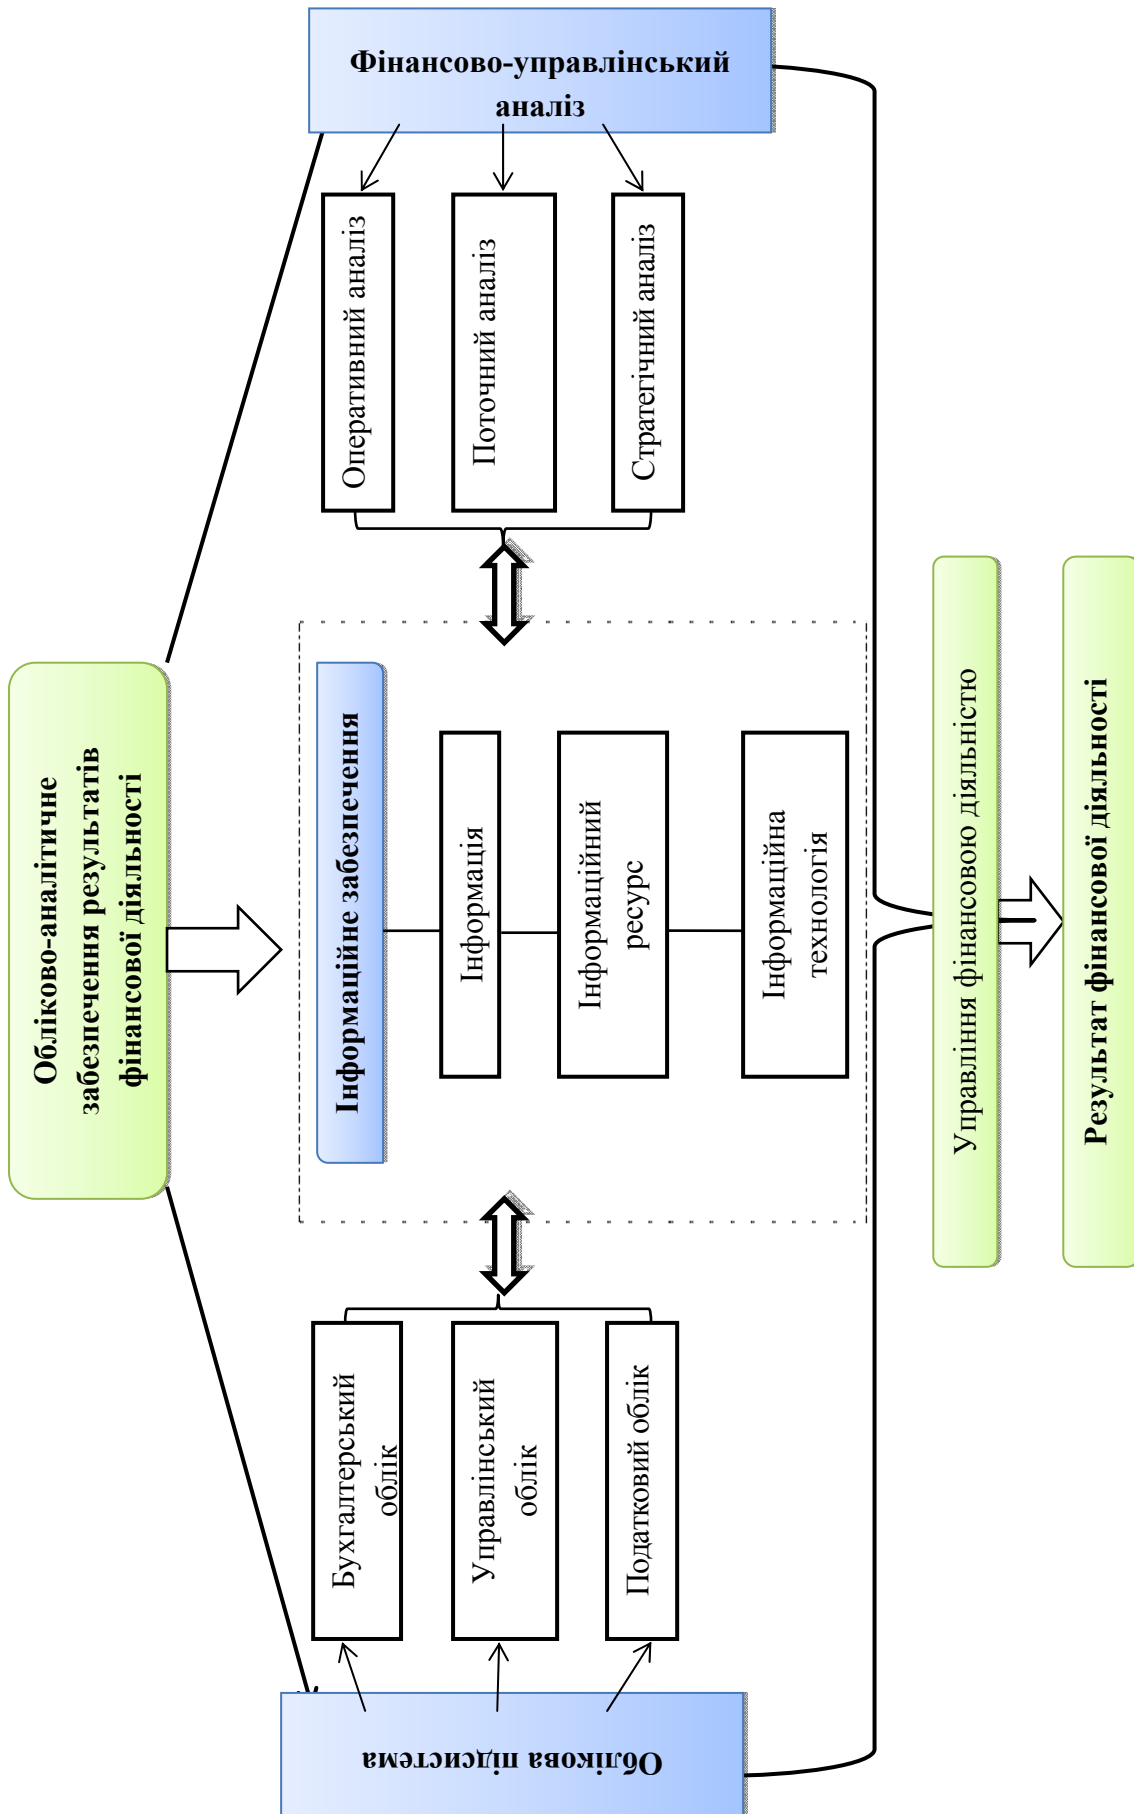 Обліково-аналітичне
забезпечення результатів
фінансової діяльності
Облікова підсистема
Бухгалтерський
облік
Управлінський
облік
Податковий облік
Інформаційне забезпечення
Інформація
Інформаційний
ресурс
Інформаційна
технологія
Фінансово-управлінський
аналіз
Оперативний аналіз
Поточний аналіз
Стратегічний аналіз
Управління фінансовою діяльністю
Результат фінансової діяльності